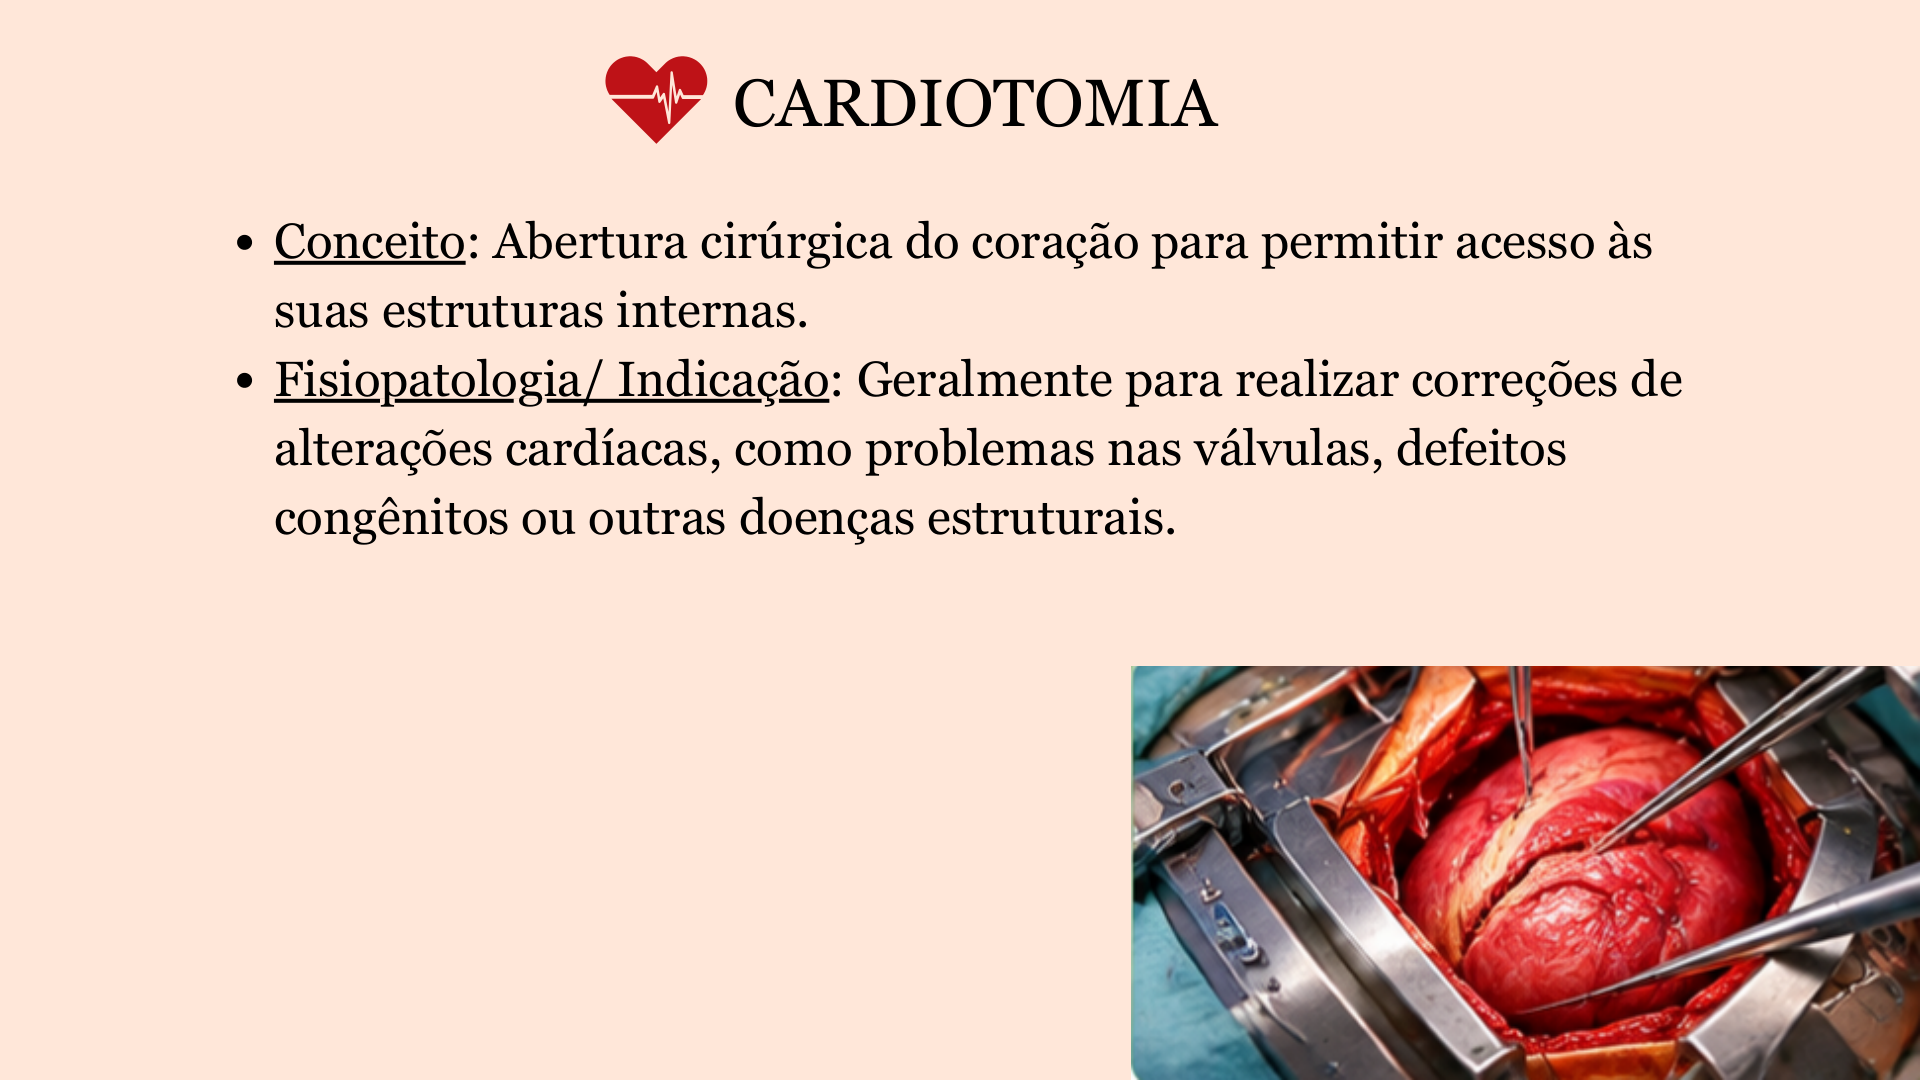 CARDIOTOMIA
• Conceito: Abertura cirúrgica do coração para permitir acesso às
suas estruturas internas.
• Fisiopatologia/ Indicação: Geralmente para realizar correções de
alterações cardíacas, como problemas nas válvulas, defeitos
congênitos ou outras doenças estruturais.